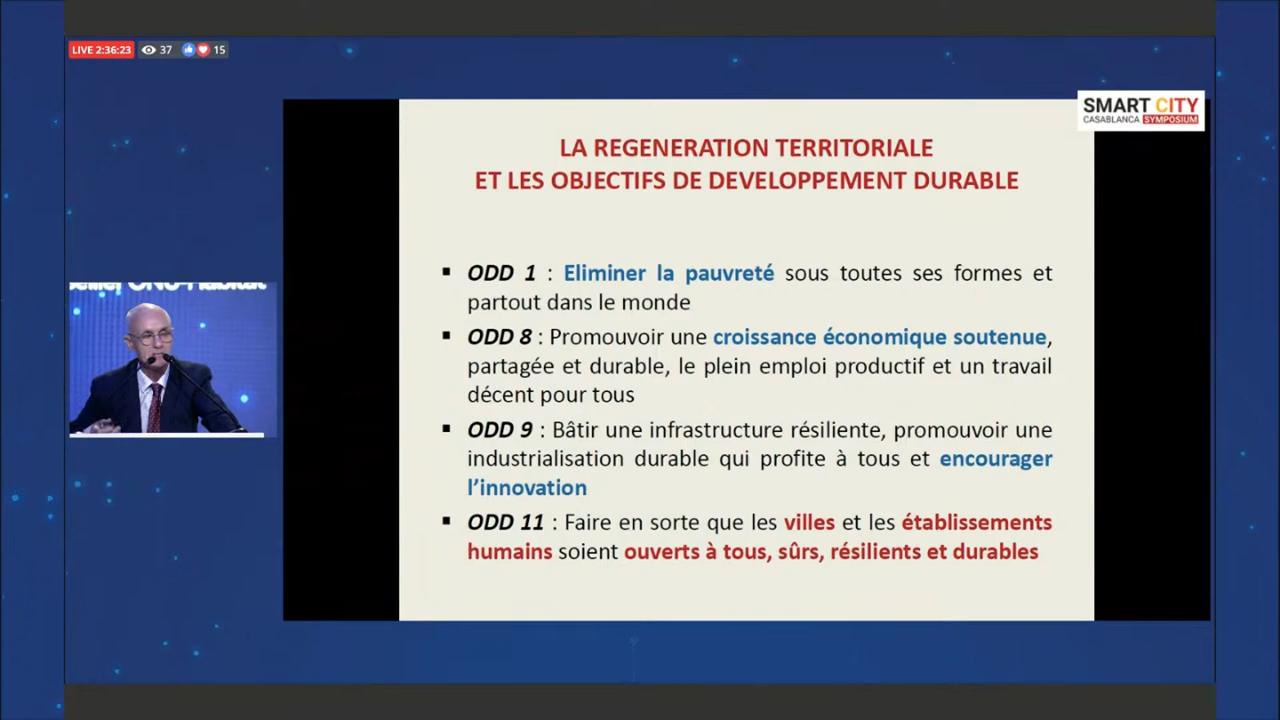 LIVE 2:36:23 37 15
SMART CITY
CASABLANCA SYMPOSIUM
LA REGENERATION TERRITORIALE
ET LES OBJECTIFS DE DEVELOPPEMENT DURABLE
▪ ODD 1 : Eliminer la pauvreté sous toutes ses formes et
partout dans le monde
▪ ODD 8 : Promouvoir une croissance économique soutenue,
partagée et durable, le plein emploi productif et un travail
décent pour tous
▪ ODD 9 : Bâtir une infrastructure résiliente, promouvoir une
industrialisation durable qui profite à tous et encourager
l’innovation
▪ ODD 11 : Faire en sorte que les villes et les établissements
humains soient ouverts à tous, sûrs, résilients et durables
ONU-Habitat